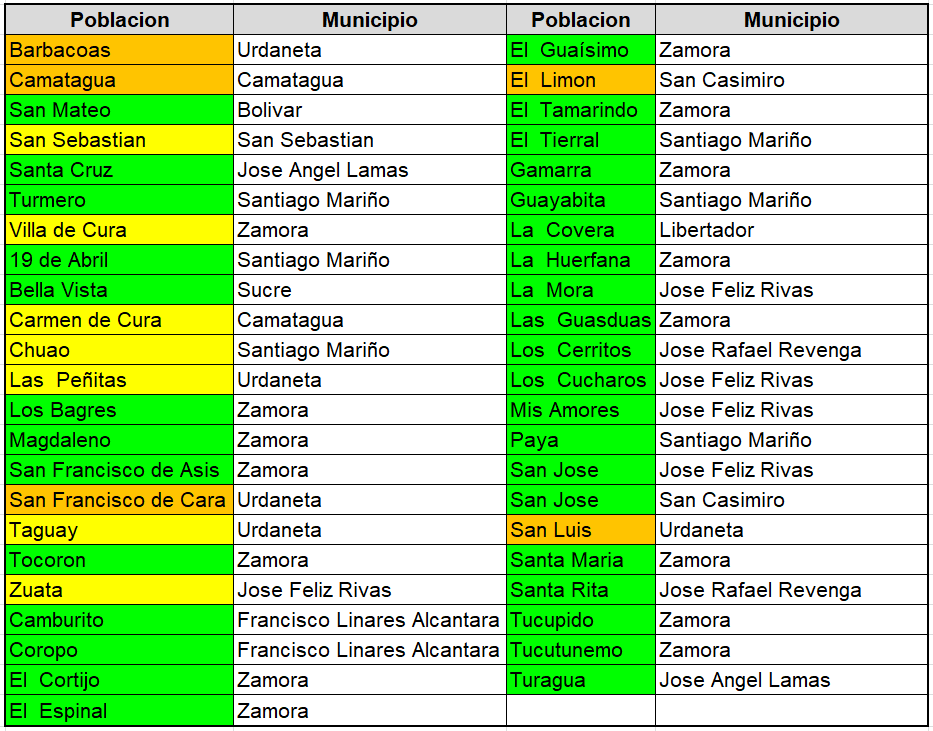 Poblacion Municipio Poblacion Municipio
Barbacoas Urdaneta El Guaísimo Zamora
Camatagua Camatagua El Limon San Casimiro
San Mateo Bolivar El Tamarindo Zamora
San Sebastian San Sebastian El Tierral Santiago Mariño
Santa Cruz Jose Angel Lamas Gamarra Zamora
Turmero Santiago Mariño Guayabita Santiago Mariño
Villa de Cura Zamora La Covera Libertador
19 de Abril Santiago Mariño La Huerfana Zamora
Bella Vista Sucre La Mora Jose Feliz Rivas
Carmen de Cura Camatagua Las Guasduas Zamora
Chuao Santiago Mariño Los Cerritos Jose Rafael Revenga
Las Peñitas Urdaneta Los Cucharos Jose Feliz Rivas
Los Bagres Zamora Mis Amores Jose Feliz Rivas
Magdaleno Zamora Paya Santiago Mariño
San Francisco de Asis Zamora San Jose Jose Feliz Rivas
San Francisco de Cara Urdaneta San Jose San Casimiro
Taguay Urdaneta San Luis Urdaneta
Tocoron Zamora Santa Maria Zamora
Zuata Jose Feliz Rivas Santa Rita Jose Rafael Revenga
Camburito Francisco Linares Alcantara Tucupido Zamora
Coropo Francisco Linares Alcantara Tucutunemo Zamora
El Cortijo Zamora Turagua Jose Angel Lamas
El Espinal Zamora